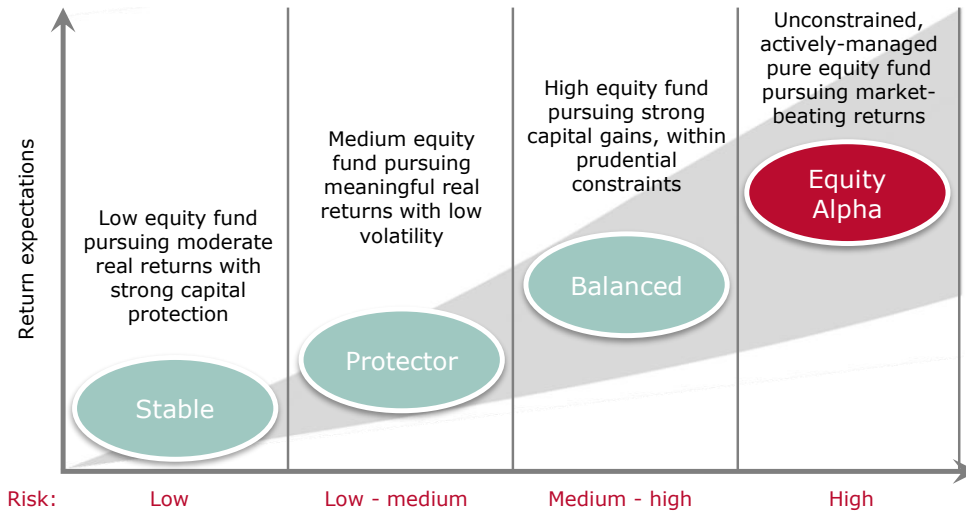 Return expectations
Low equity fund
pursuing moderate
real returns with
strong capital
protection
Stable
Medium equity
fund pursuing
meaningful real
returns with low
volatility
Protector
High equity fund
pursuing strong
capital gains, within
prudential
constraints
Balanced
Unconstrained,
actively-managed
pure equity fund
pursuing market-
beating returns
Equity
Alpha
Risk: Low Low - medium Medium - high High